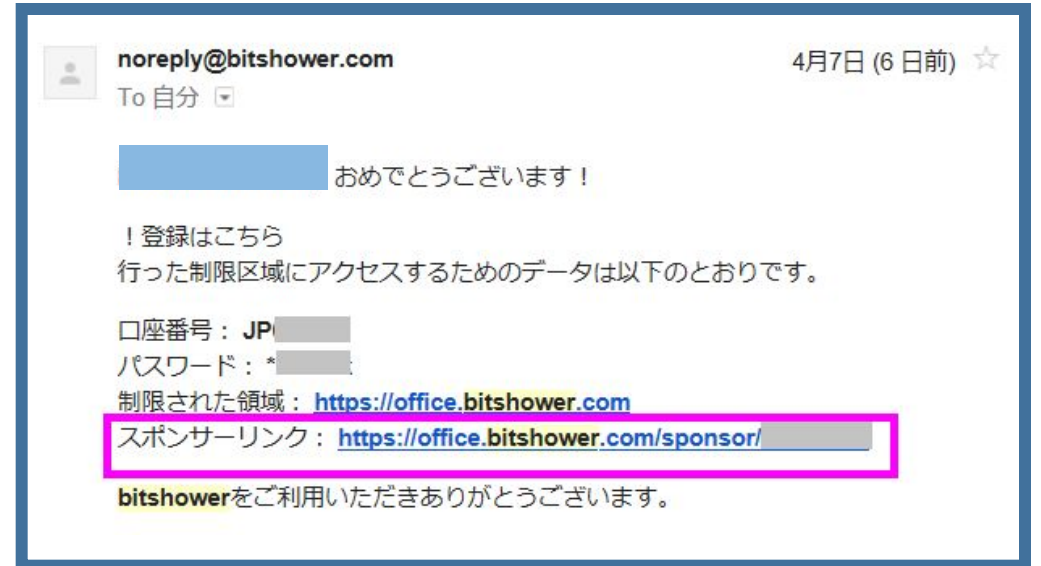 noreply@bitshower.com
4月7日 (6 日前)
To 自分
おめでとうございます！
！登録はこちら
行った制限区域にアクセスするためのデータは以下のとおりです。
口座番号： JP
パスワード： *
制限された領域： https://office.bitshower.com
スポンサーリンク： https://office.bitshower.com/sponsor/
bitshowerをご利用いただきありがとうございます。